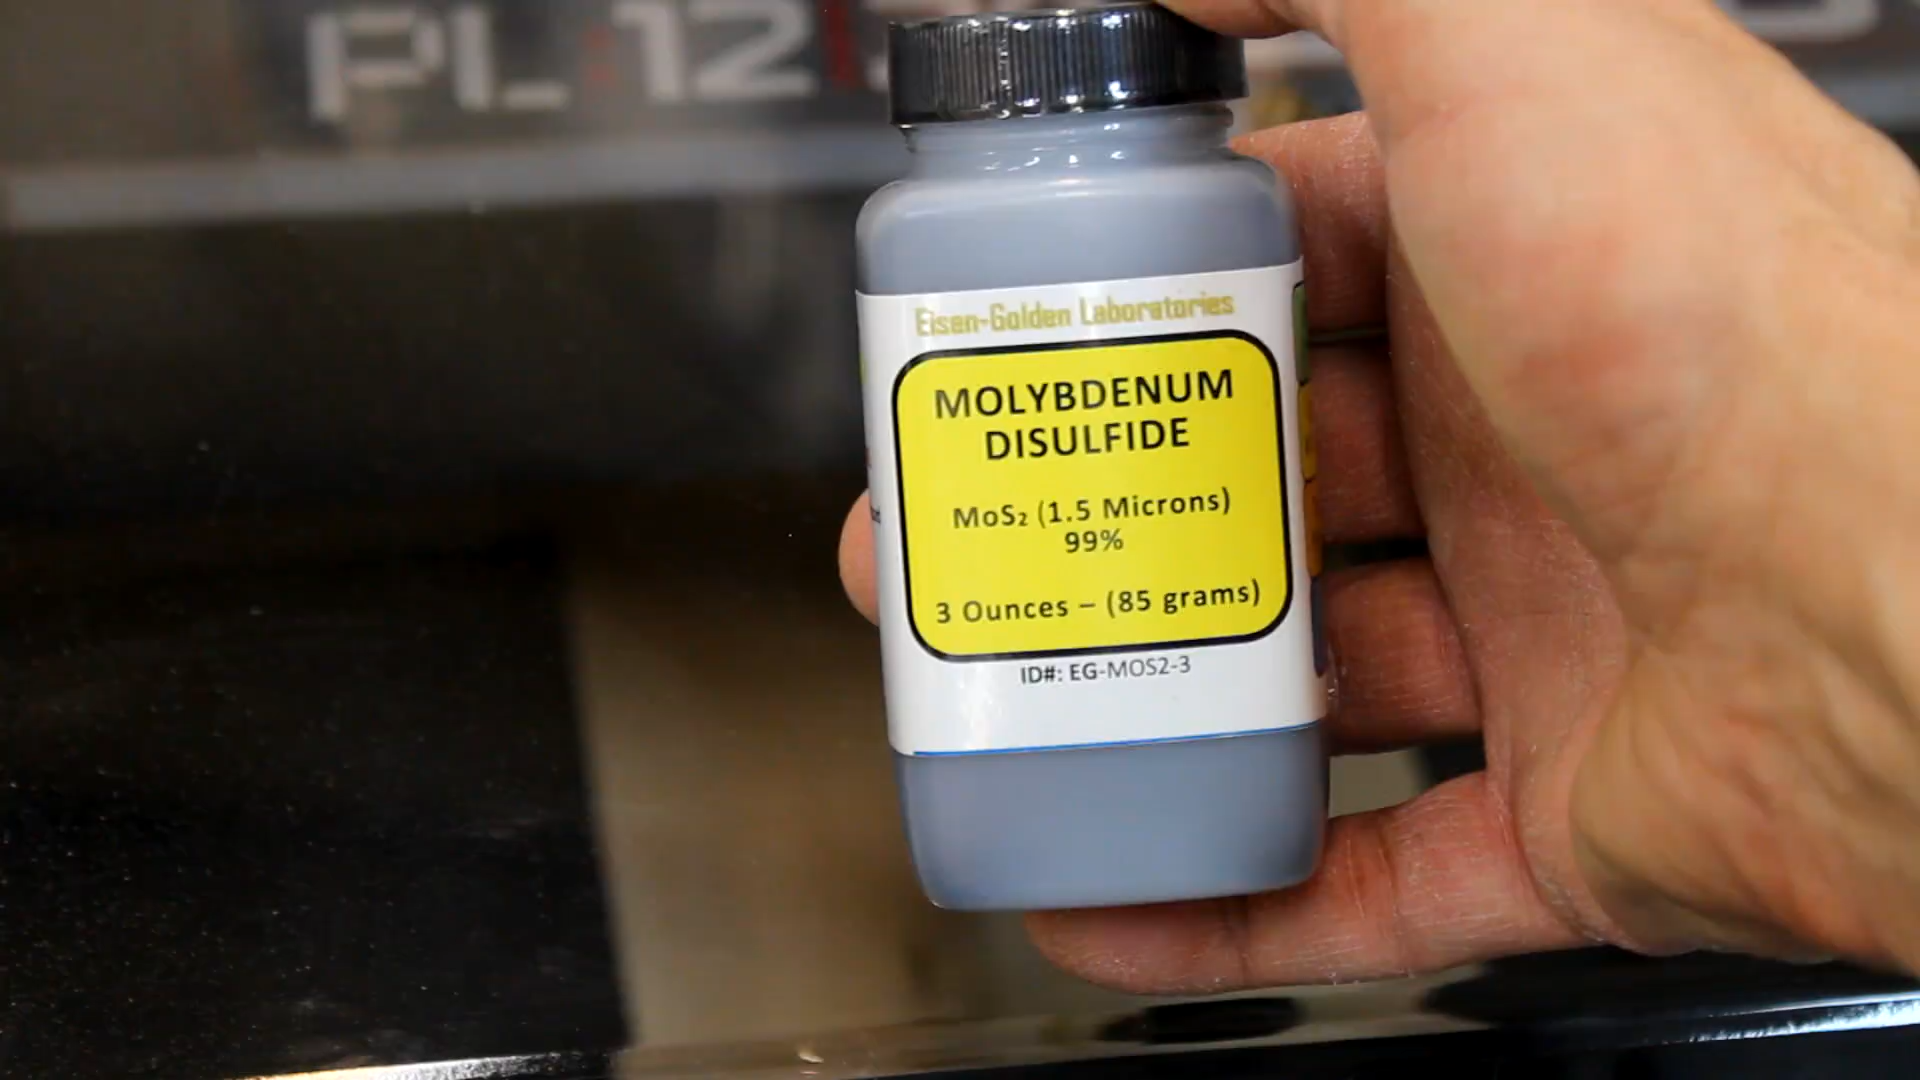 PL:12
Eisen-Golden Laboratories
MOLYBDENUM
DISULFIDE
MoS₂ (1.5 Microns)
99%
3 Ounces – (85 grams)
ID#: EG-MOS2-3